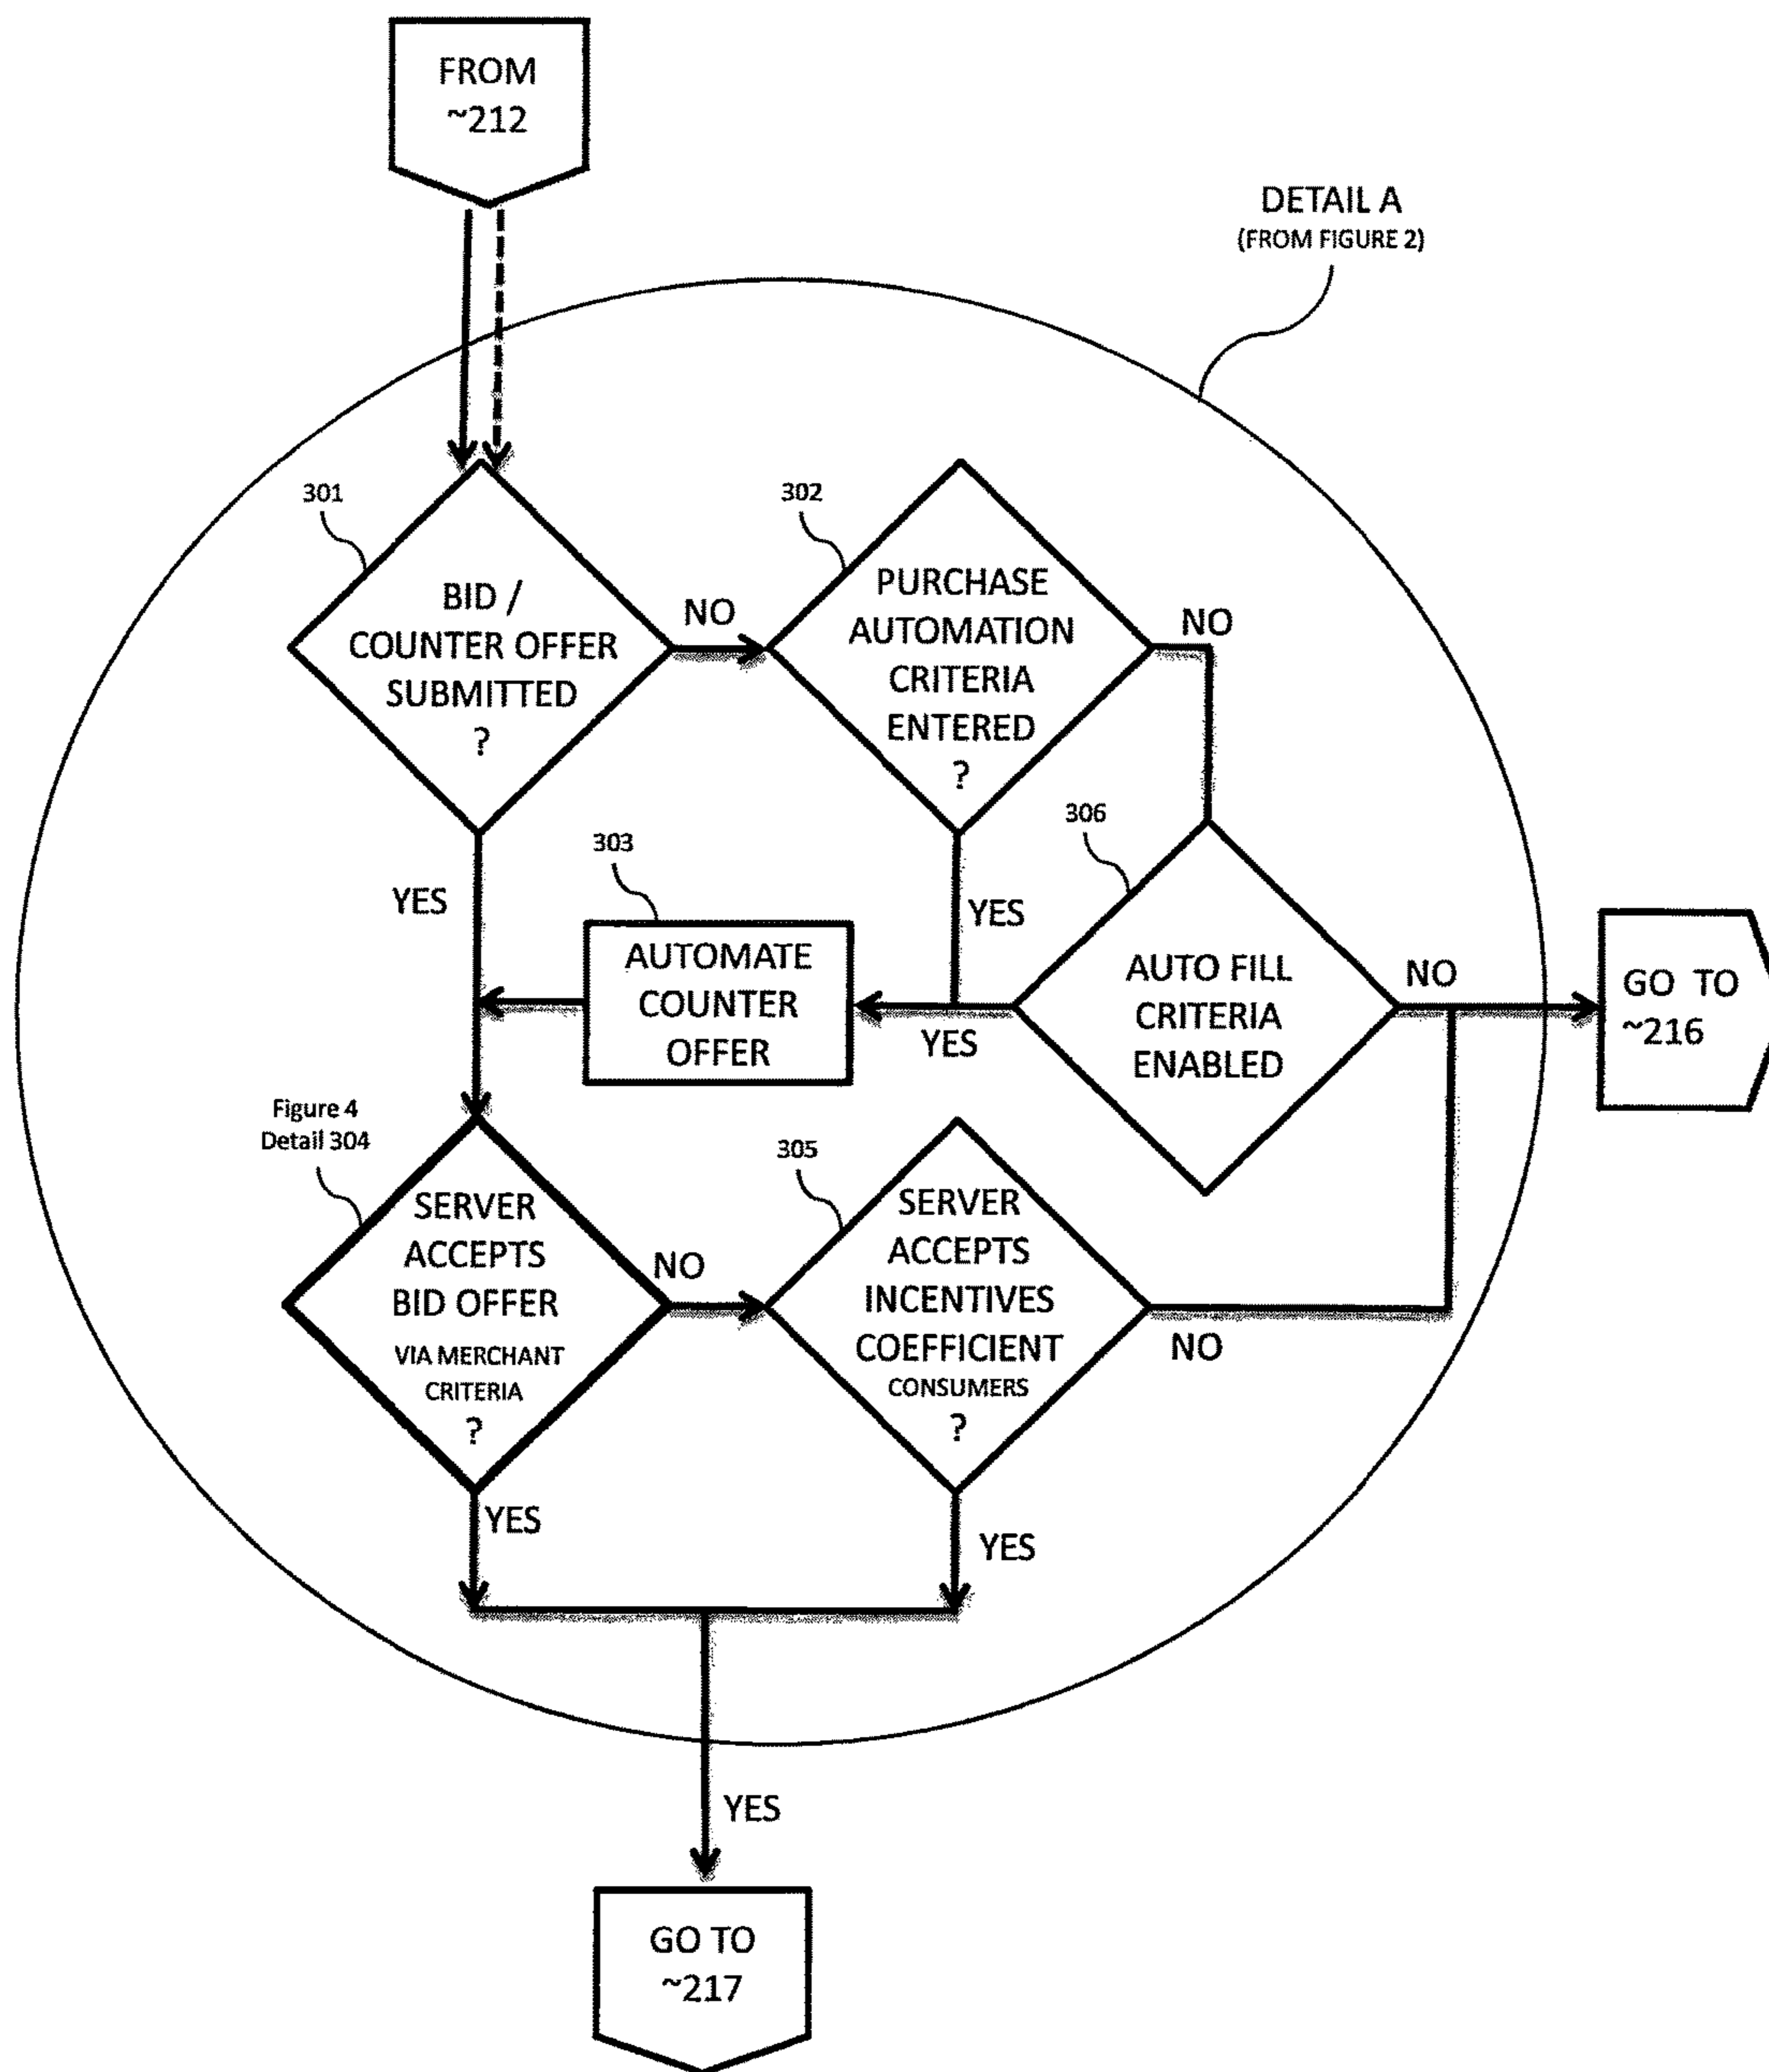 FROM
~212
DETAIL A
(FROM FIGURE 2)
301
BID /
COUNTER OFFER
SUBMITTED
?
NO
302
PURCHASE
AUTOMATION
CRITERIA
ENTERED
?
NO
YES
303
AUTOMATE
COUNTER
OFFER
YES
YES
306
AUTO FILL
CRITERIA
ENABLED
NO
GO TO
~216
Figure 4
Detail 304
SERVER
ACCEPTS
BID OFFER
VIA MERCHANT
CRITERIA
?
NO
305
SERVER
ACCEPTS
INCENTIVES
COEFFICIENT
CONSUMERS
?
NO
YES
YES
YES
GO TO
~217